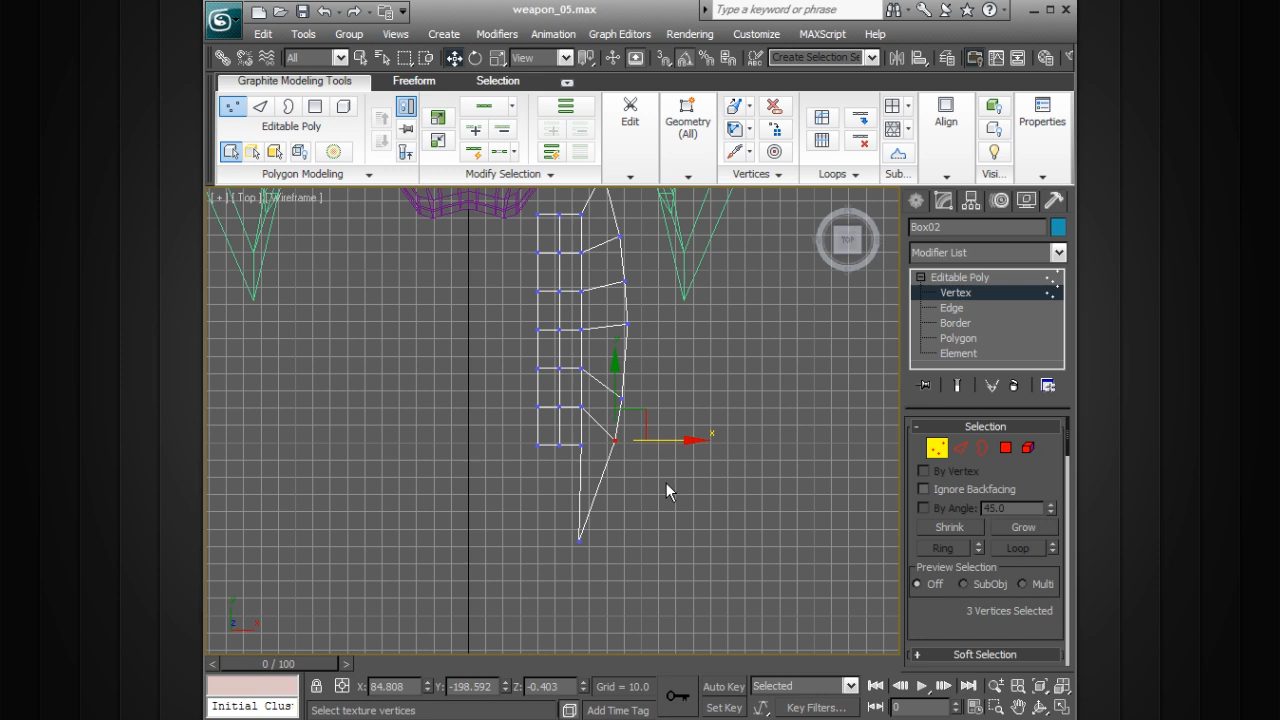 weapon_05.max
Type a keyword or phrase
Edit Tools Group Views Create Modifiers Animation Graph Editors Rendering Customize MAXScript Help
All View Create Selection Se
Graphite Modeling Tools Freeform Selection
Editable Poly
Edit Geometry (All) Align Properties
Polygon Modeling Modify Selection Vertices Loops Sub... Visi...
[ + ] [ Top ] [ Wireframe ]
TOP
Box02
Modifier List
Editable Poly
Vertex
Edge
Border
Polygon
Element
x
Selection
By Vertex
Ignore Backfacing
By Angle: 45.0
Shrink Grow
Ring Loop
Preview Selection
Off SubObj Multi
3 Vertices Selected
Soft Selection
0 / 100
X: 84.808 Y: -198.592 Z: -0.403 Grid = 10.0 Auto Key Selected
Initial Clus Select texture vertices Add Time Tag Set Key Key Filters... 0